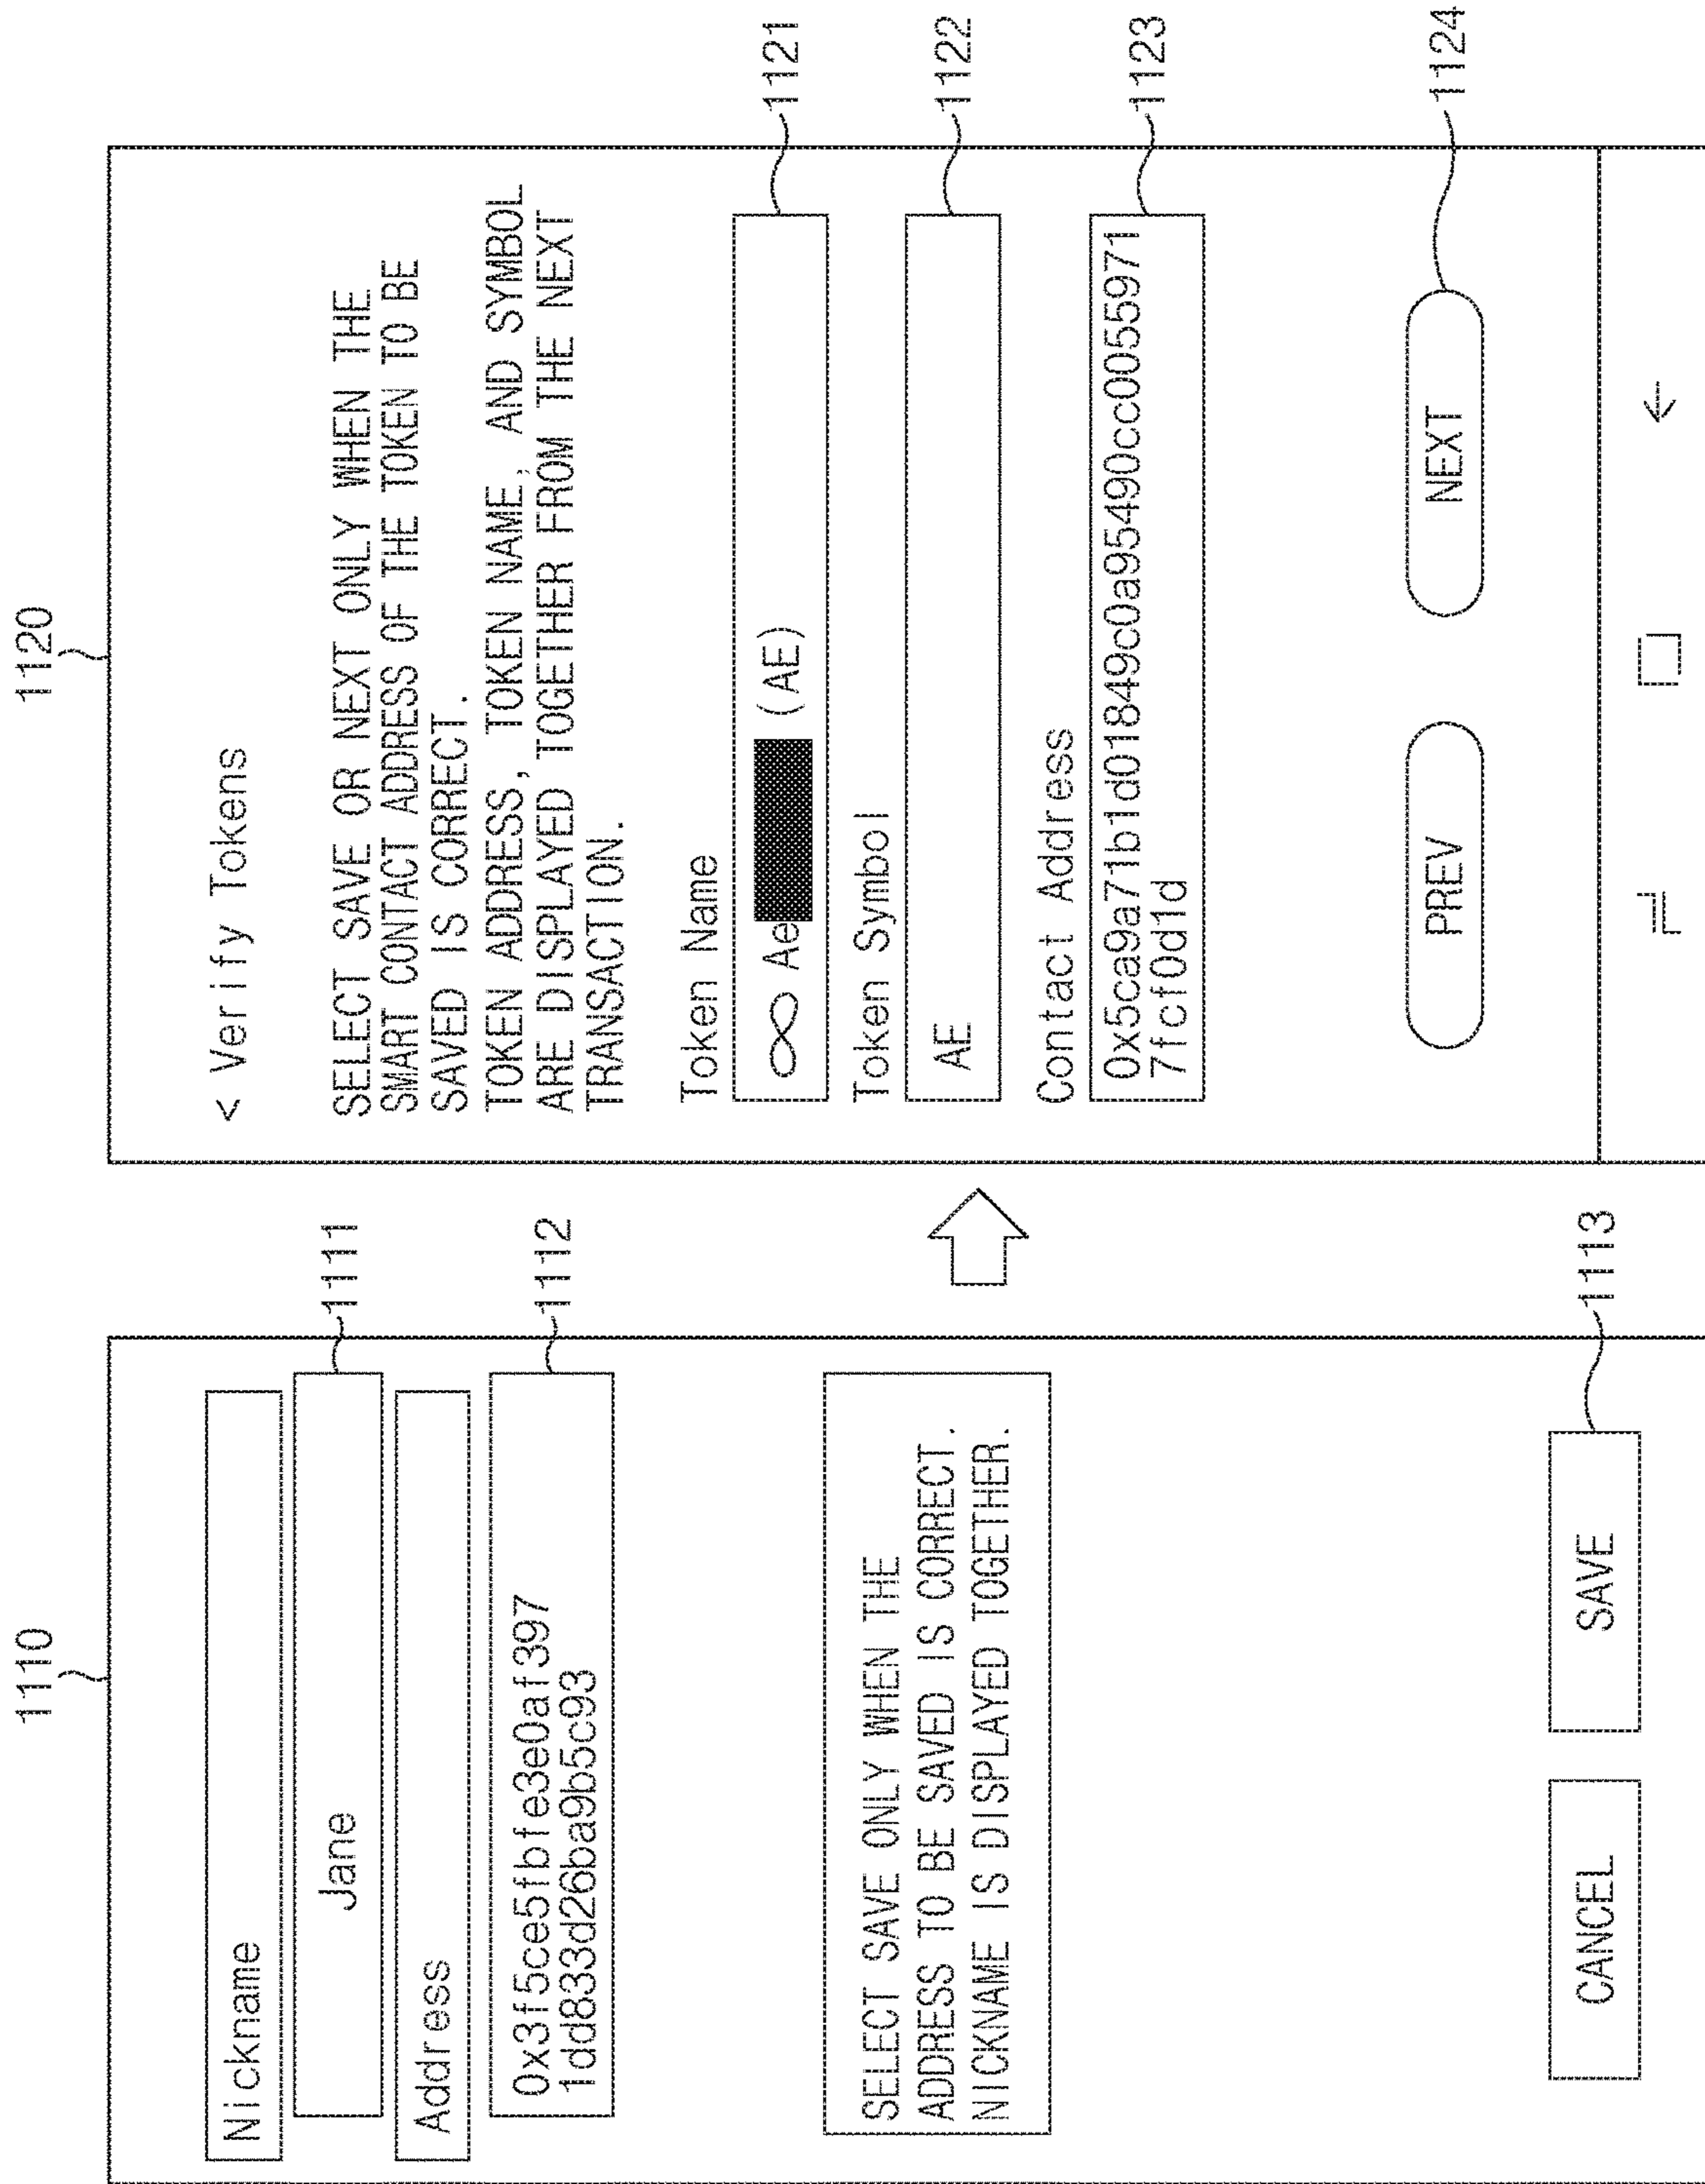 1110
Nickname
Jane
1111
Address
0x3f5ce5fbfe3e0af397
1dd833d26ba9b5c93
1112
SELECT SAVE ONLY WHEN THE
ADDRESS TO BE SAVED IS CORRECT.
NICKNAME IS DISPLAYED TOGETHER.
CANCEL
SAVE
1113
1120
< Verify Tokens
SELECT SAVE OR NEXT ONLY WHEN THE
SMART CONTACT ADDRESS OF THE TOKEN TO BE
SAVED IS CORRECT.
TOKEN ADDRESS, TOKEN NAME, AND SYMBOL
ARE DISPLAYED TOGETHER FROM THE NEXT
TRANSACTION.
Token Name
Ae (AE)
1121
Token Symbol
AE
1122
Contact Address
0x5ca9a71b1d01849c0a95490cc0055971
7fcf0d1d
1123
PREV
NEXT
1124